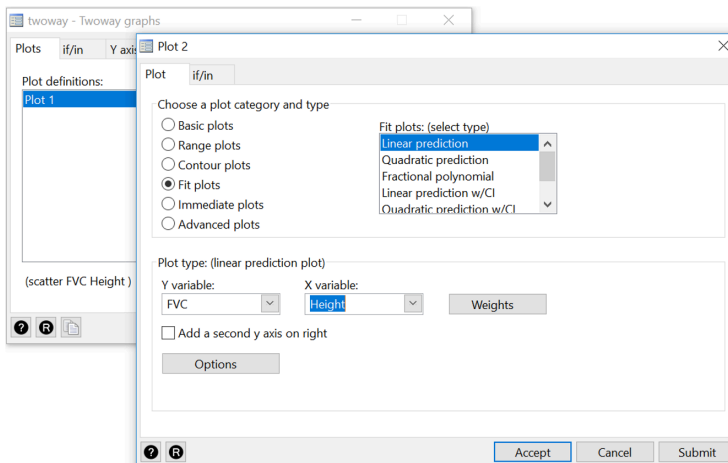 twoway - Twoway graphs
Plots if/in Y axis
Plot definitions:
Plot 1
(scatter FVC Height )
? R
Plot 2
Plot if/in
Choose a plot category and type
Basic plots
Range plots
Contour plots
Fit plots
Immediate plots
Advanced plots
Fit plots: (select type)
Linear prediction
Quadratic prediction
Fractional polynomial
Linear prediction w/CI
Quadratic prediction w/CI
Plot type: (linear prediction plot)
Y variable: X variable:
FVC Height Weights
Add a second y axis on right
Options
? R Accept Cancel Submit